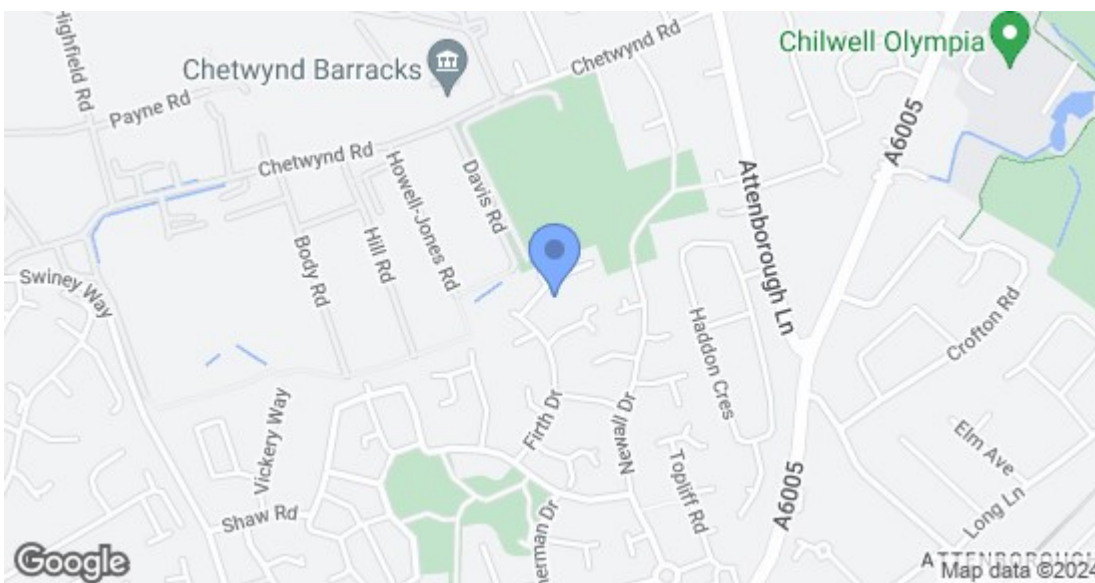 Highfield Rd
Payne Rd
Chetwynd Barracks
Chetwynd Rd
Chilwell Olympia
A6005
Chetwynd Rd
Howell-Jones Rd
Davis Rd
Attenborough Ln
Body Rd
Hill Rd
Swiney Way
Haddon Cres
Crofton Rd
Vickery Way
Firth Dr
Newall Dr
Topliff Rd
Elm Ave
Long Ln
Shaw Rd
A6005
Google
Map data ©2024